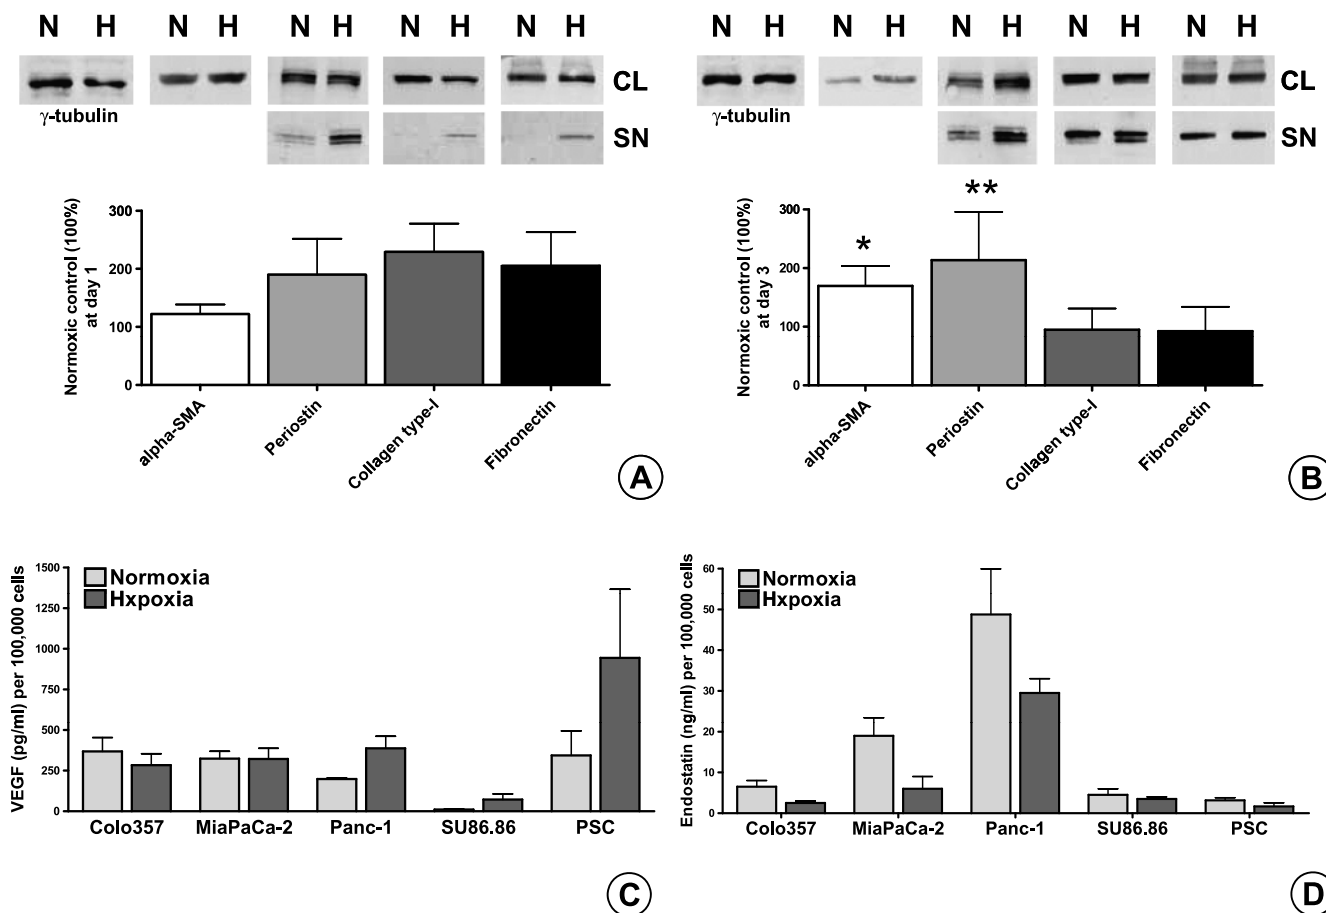 N H N H N H N H N H
CL
γ-tubulin
SN
Normoxic control (100%)
at day 1
300
200
100
0
alpha-SMA
Periostin
Collagen type-I
Fibronectin
A
N H N H N H N H N H
CL
γ-tubulin
SN
Normoxic control (100%)
at day 3
300
200
100
0
*
**
alpha-SMA
Periostin
Collagen type-I
Fibronectin
B
VEGF (pg/ml) per 100,000 cells
1500
1250
1000
750
500
250
0
Normoxia
Hxpoxia
Colo357 MiaPaCa-2 Panc-1 SU86.86 PSC
C
Endostatin (ng/ml) per 100,000 cells
60
50
40
30
20
10
0
Normoxia
Hxpoxia
Colo357 MiaPaCa-2 Panc-1 SU86.86 PSC
D